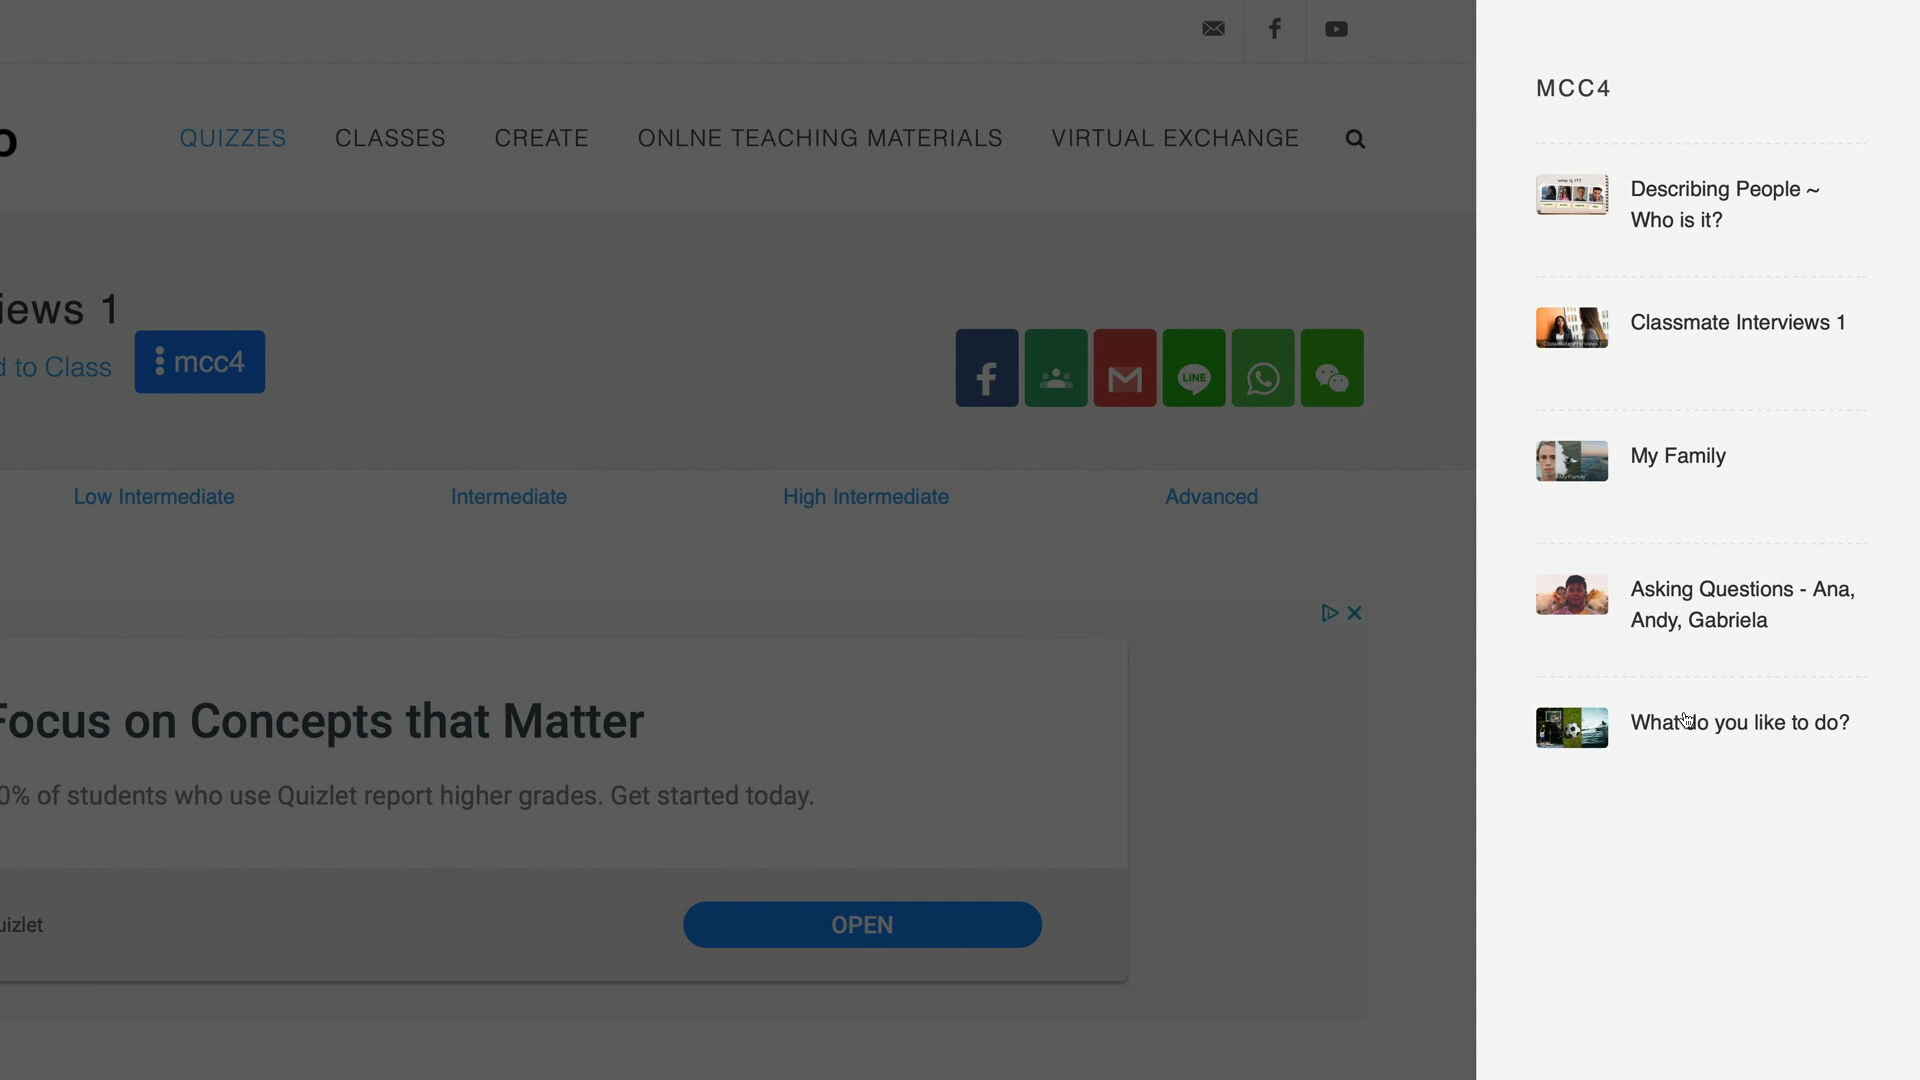 MCC4
o
QUIZZES CLASSES CREATE ONLNE TEACHING MATERIALS VIRTUAL EXCHANGE
Describing People ~
Who is it?
iews 1
d to Class
mcc4
LINE
Classmate Interviews 1
My Family
Low Intermediate Intermediate High Intermediate Advanced
Asking Questions - Ana,
Andy, Gabriela
Focus on Concepts that Matter
What do you like to do?
0% of students who use Quizlet report higher grades. Get started today.
uizlet
OPEN